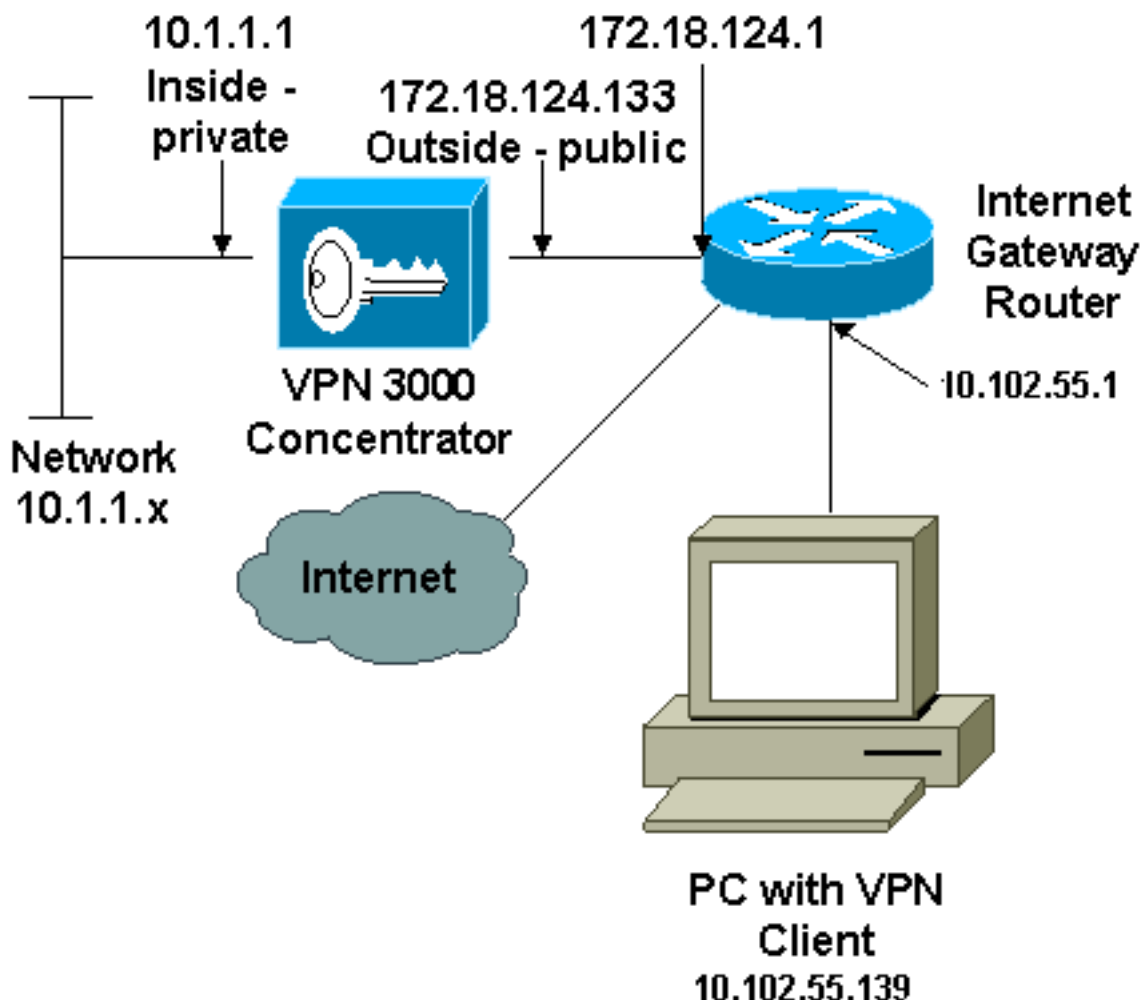 10.1.1.1
Inside -
private
172.18.124.133
Outside - public
172.18.124.1
Internet
Gateway
Router
10.102.55.1
VPN 3000
Concentrator
Network
10.1.1.x
Internet
PC with VPN
Client
10.102.55.139